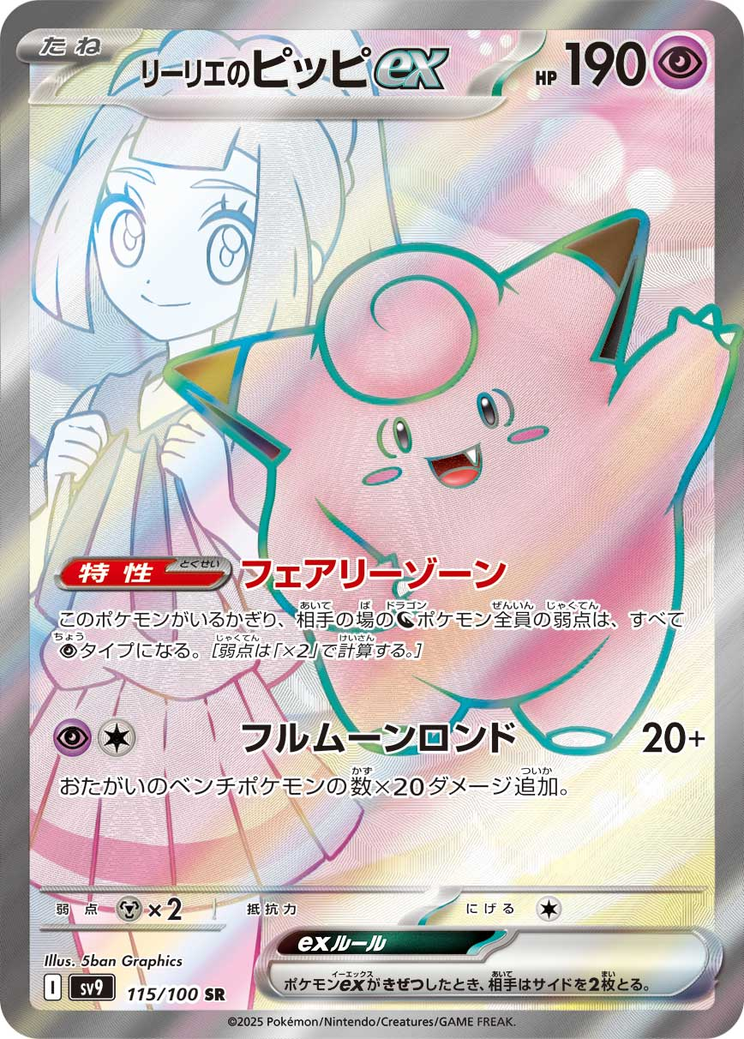 たね
リーリエのピッピex HP 190
特性 とくせい フェアリーゾーン
このポケモンがいるかぎり、相手の場のポケモン全員の弱点は、すべて
あいて ば ドラゴン ぜんいん じゃくてん
タイプになる。[弱点は「×2」で計算する。]
ちょう じゃくてん けいさん
フルムーンロンド 20+
おたがいのベンチポケモンの数×20ダメージ追加。
かず ついか
弱点 ×2 抵抗力 にげる
exルール
ポケモンexがきぜつしたとき、相手はサイドを2枚とる。
イーエックス あいて まい
Illus. 5ban Graphics
I sv9 115/100 SR
©2025 Pokémon/Nintendo/Creatures/GAME FREAK.